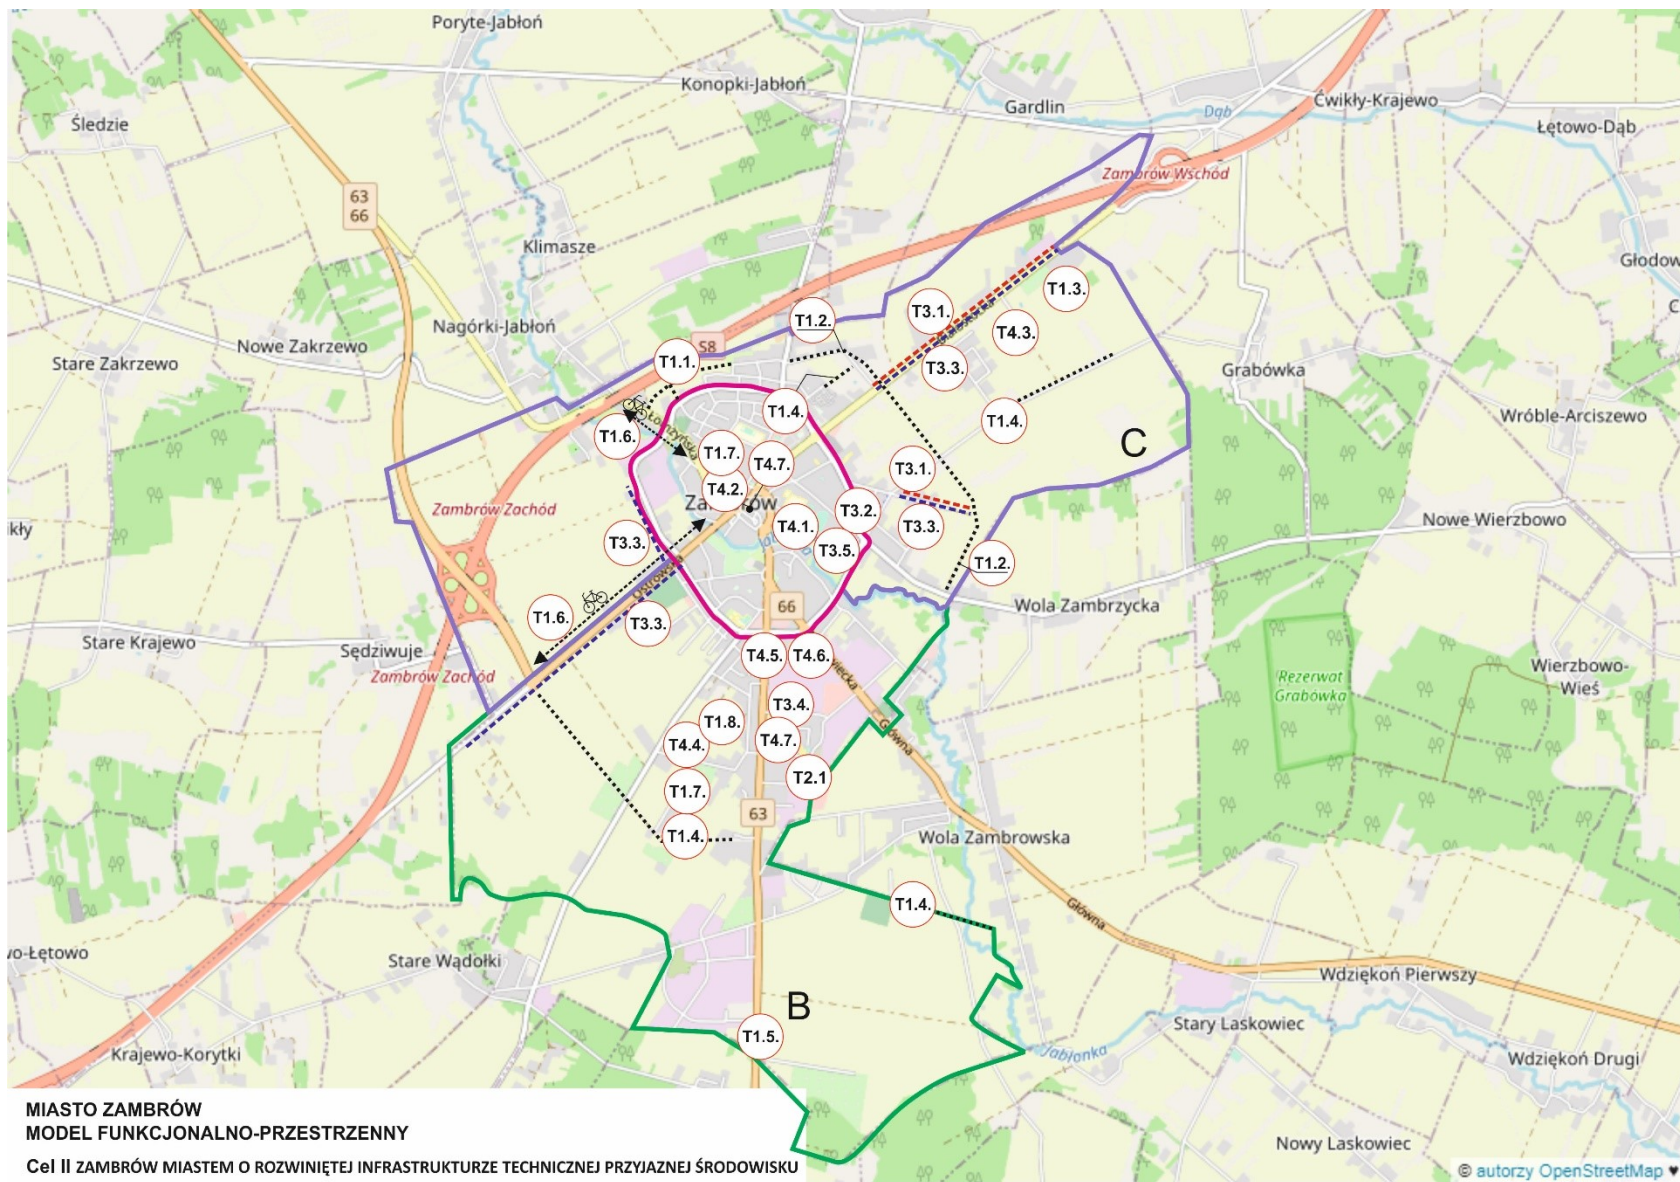 Poryte-Jabłoń
Konopki-Jabłoń
Gardlin
Ćwikły-Krajewo
Dąb
Łętowo-Dąb
Śledzie
Zambrów Wschód
63
66
Klimasze
Głodow
T1.3.
T3.1.
T1.2.
T4.3.
Nagórki-Jabłoń
Nowe Zakrzewo
S8
Stare Zakrzewo
T1.1.
T3.3.
Grabówka
Łomżyńska
T1.4.
T1.4.
Wróble-Arciszewo
T1.6.
C
T1.7.
T4.7.
T3.1.
T4.2.
Zambrów Zachód
T3.2.
T4.1.
T3.3.
Nowe Wierzbowo
kły
T3.3.
T3.5.
T1.2.
Ostrowska
Wola Zambrzycka
66
T1.6.
T3.3.
Stare Krajewo
Sędziwuje
T4.5.
T4.6.
Zambrów Zachód
Wierzbowo-
Wieś
Rezerwat
Grabówka
T3.4.
T1.8.
T4.4.
T4.7.
Główna
T2.1
T1.7.
63
T1.4.
Wola Zambrowska
T1.4.
Główna
wo-Łętowo
Stare Wądołki
Wdziękoń Pierwszy
B
Stary Laskowiec
T1.5.
Krajewo-Korytki
Jabłonka
Wdziękoń Drugi
MIASTO ZAMBRÓW
MODEL FUNKCJONALNO-PRZESTRZENNY
Cel II ZAMBRÓW MIASTEM O ROZWINIĘTEJ INFRASTRUKTURZE TECHNICZNEJ PRZYJAZNEJ ŚRODOWISKU
Nowy Laskowiec
© autorzy OpenStreetMap ♥